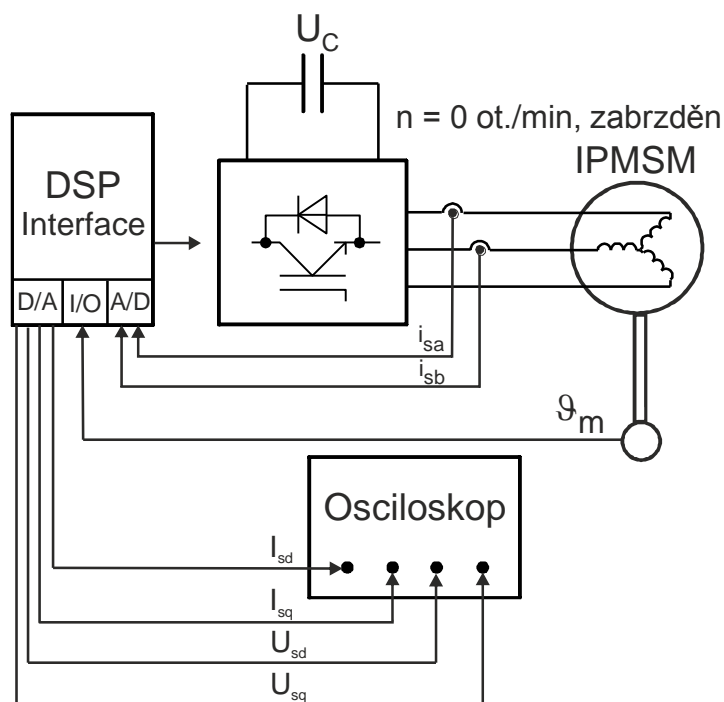 U_C
n = 0 ot./min, zabrzděn
IPMSM
DSP
Interface
D/A I/O A/D
i_sa
i_sb
ϑ_m
Osciloskop
I_sd
I_sq
U_sd
U_sq